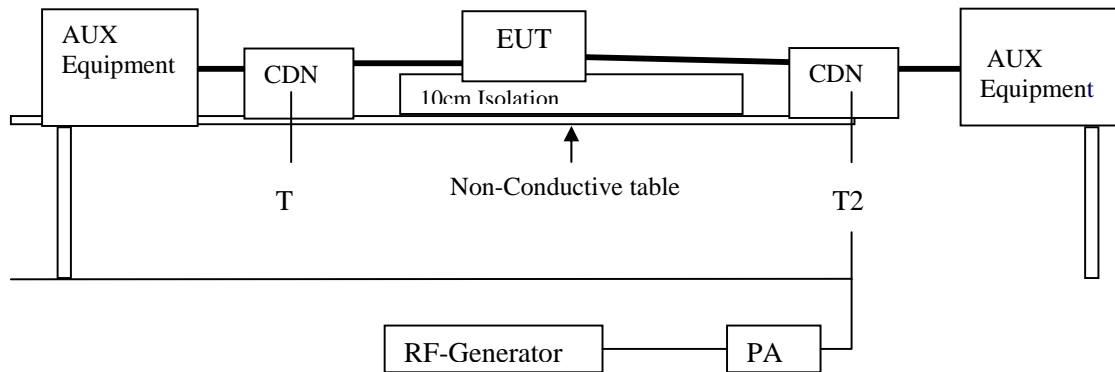 AUX
Equipment
CDN
EUT
10cm Isolation
CDN
AUX
Equipment
T
Non-Conductive table
T2
RF-Generator
PA